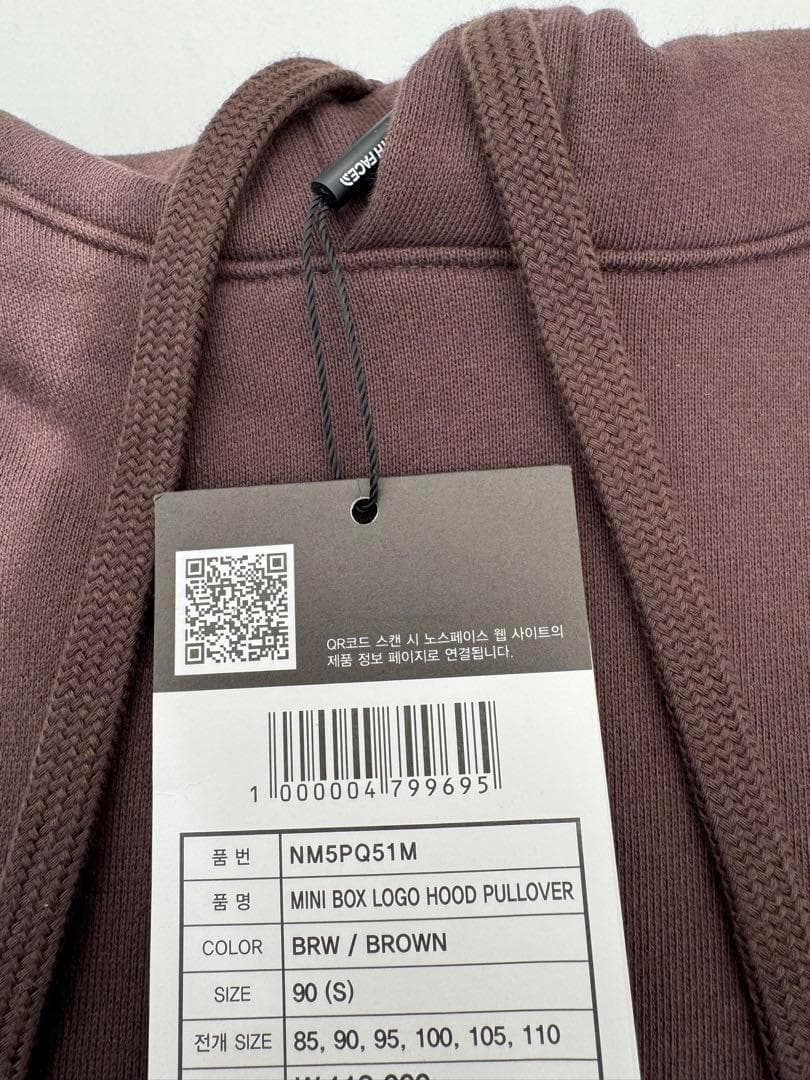 TH FACE
QR코드 스캔 시 노스페이스 웹 사이트의
제품 정보 페이지로 연결됩니다.
1 000004 799695
품 번 NM5PQ51M
품 명 MINI BOX LOGO HOOD PULLOVER
COLOR BRW / BROWN
SIZE 90 (S)
전개 SIZE 85, 90, 95, 100, 105, 110